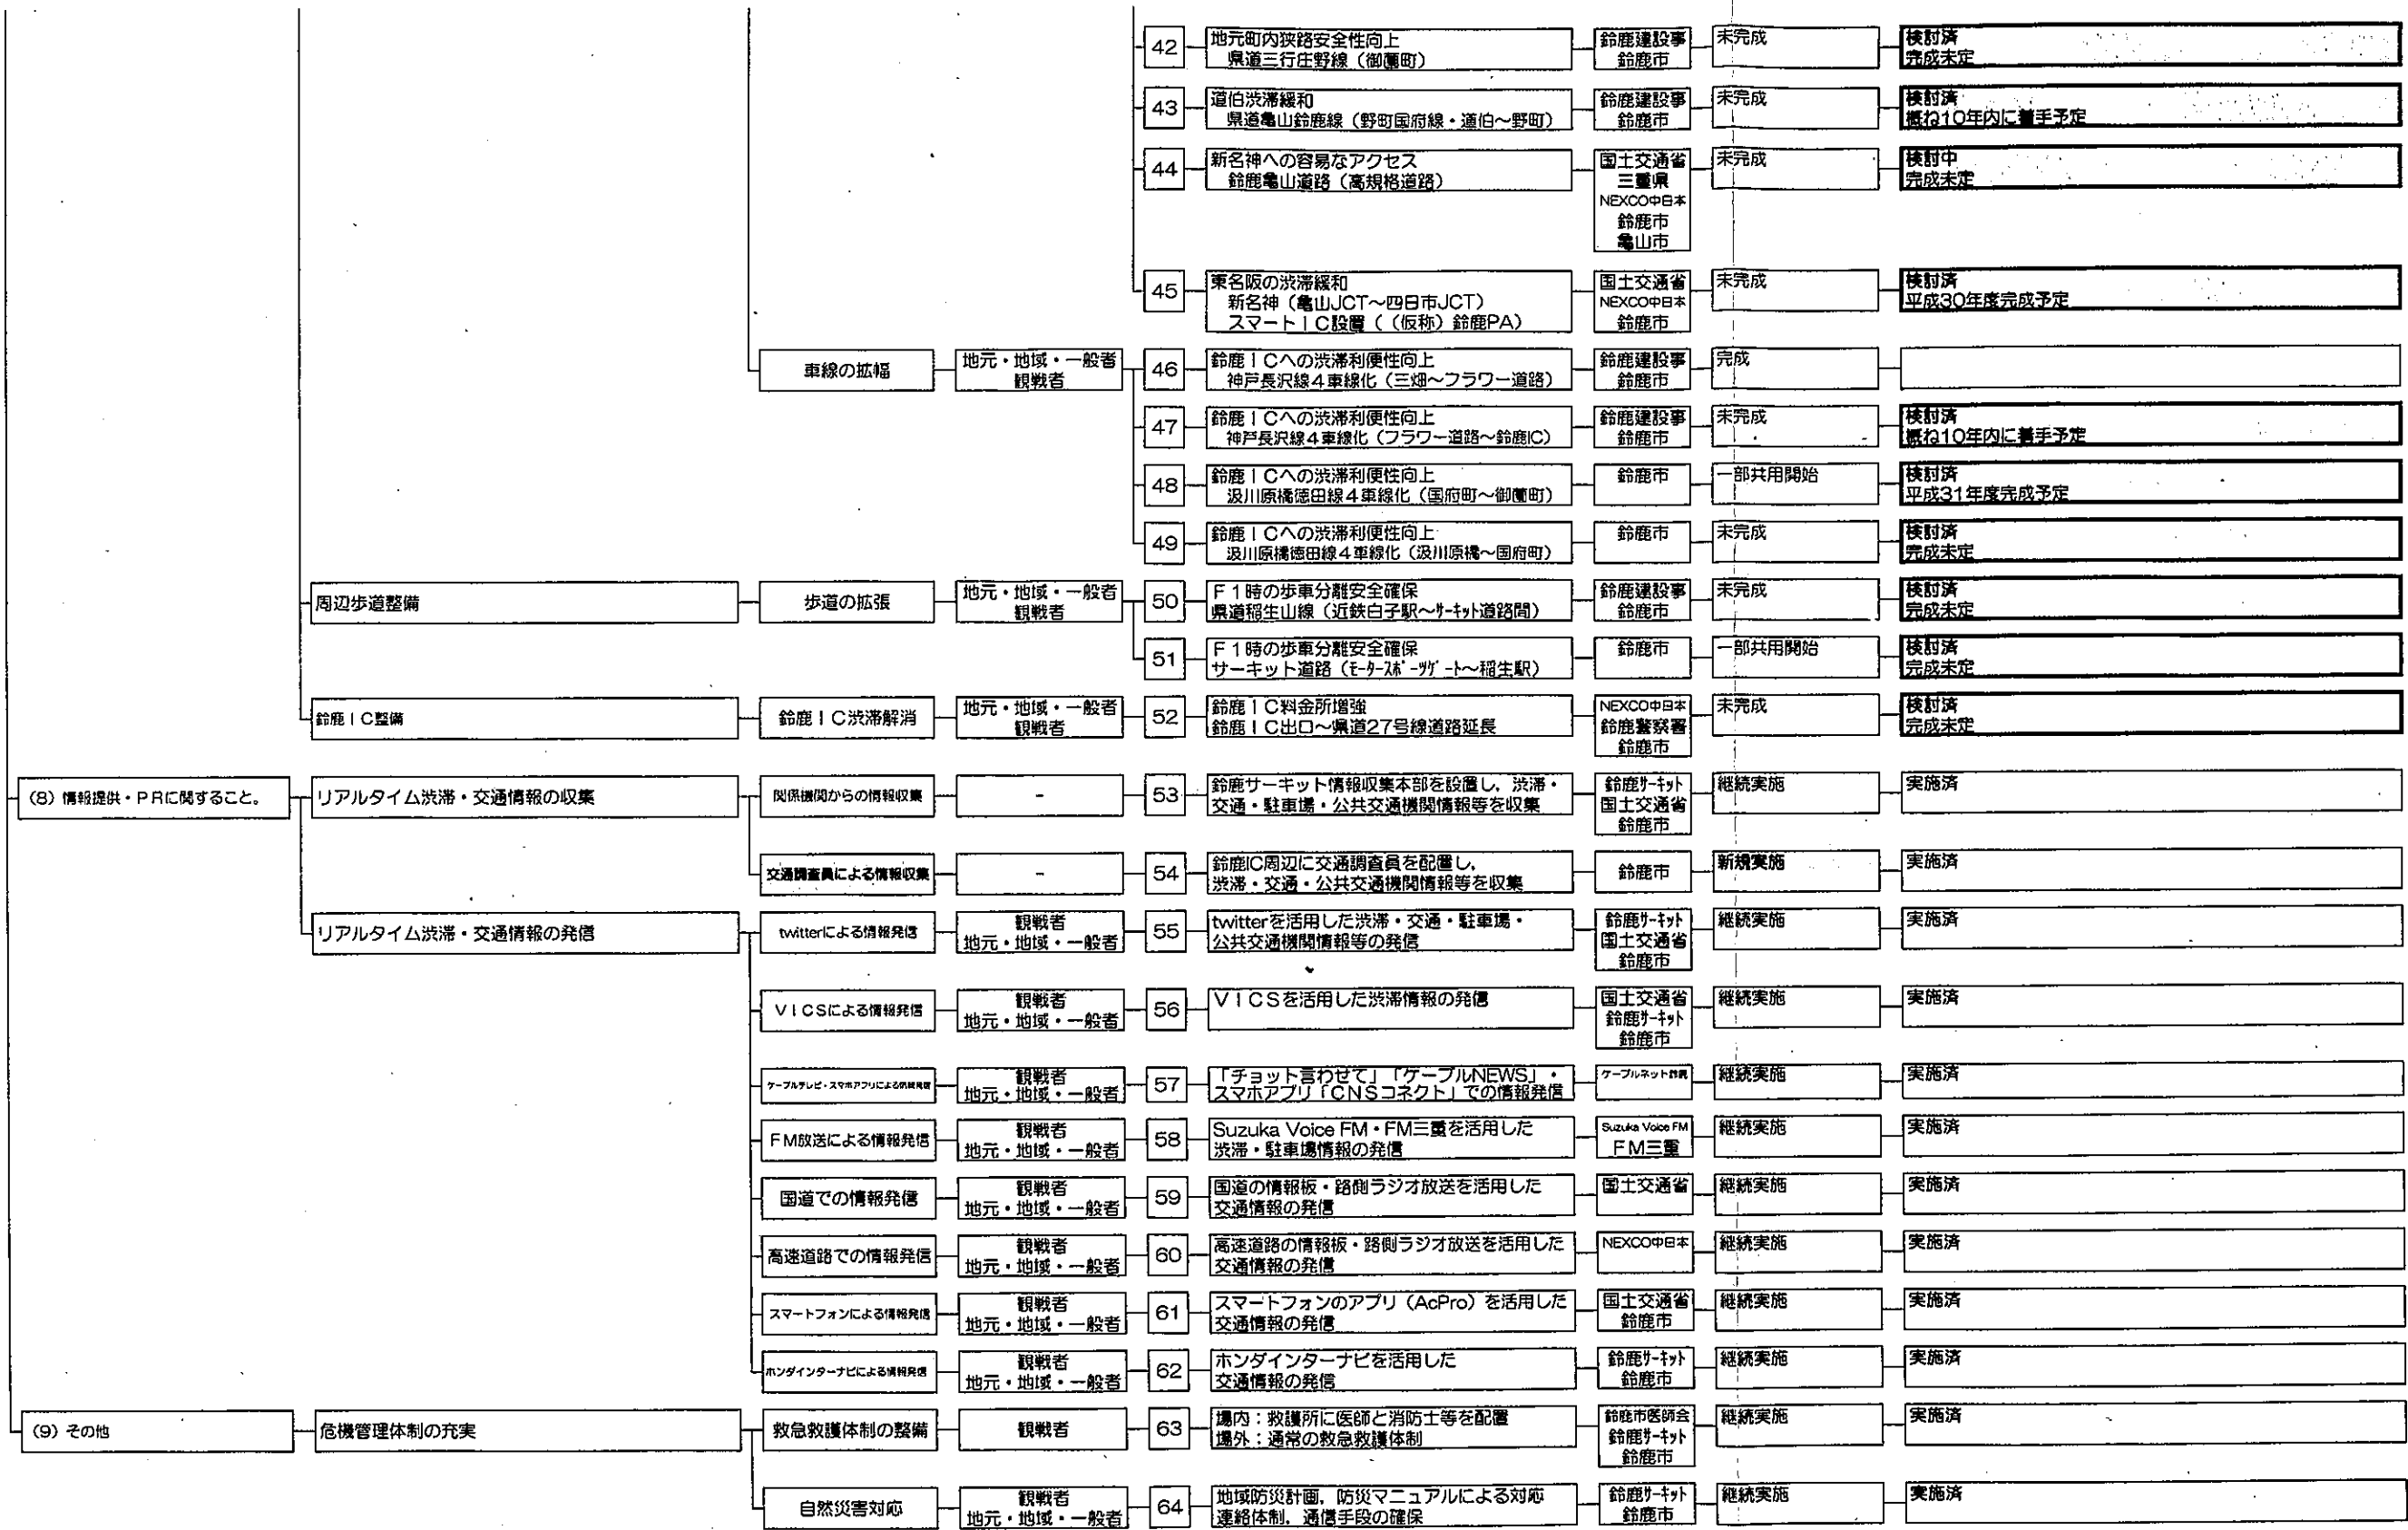 42
地元町内狭路安全性向上
県道三行庄野線(御薗町)
鈴鹿建設事
鈴鹿市
未完成
検討済
完成未定
43
道伯渋滞緩和
県道亀山鈴鹿線(野町国府線・道伯~野町)
鈴鹿建設事
鈴鹿市
未完成
検討済
概ね10年内に着手予定
44
新名神への容易なアクセス
鈴鹿亀山道路(高規格道路)
国土交通省
三重県
NEXCO中日本
鈴鹿市
亀山市
未完成
検討中
完成未定
45
東名阪の渋滞緩和
新名神(亀山JCT~四日市JCT)
スマートIC設置((仮称)鈴鹿PA)
国土交通省
NEXCO中日本
鈴鹿市
未完成
検討済
平成30年度完成予定
車線の拡幅
地元・地域・一般者
観戦者
46
鈴鹿ICへの渋滞利便性向上
神戸長沢線4車線化(三畑~フラワー道路)
鈴鹿建設事
鈴鹿市
完成
47
鈴鹿ICへの渋滞利便性向上
神戸長沢線4車線化(フラワー道路~鈴鹿IC)
鈴鹿建設事
鈴鹿市
未完成
検討済
概ね10年内に着手予定
48
鈴鹿ICへの渋滞利便性向上
汲川原橋徳田線4車線化(国府町~御薗町)
鈴鹿市
一部共用開始
検討済
平成31年度完成予定
49
鈴鹿ICへの渋滞利便性向上
汲川原橋徳田線4車線化(汲川原橋~国府町)
鈴鹿市
未完成
検討済
完成未定
周辺歩道整備
歩道の拡張
地元・地域・一般者
観戦者
50
F1時の歩車分離安全確保
県道稲生山線(近鉄白子駅~サーキット道路間)
鈴鹿建設事
鈴鹿市
未完成
検討済
完成未定
51
F1時の歩車分離安全確保
サーキット道路(モータースポーツゲート~稲生駅)
鈴鹿市
一部共用開始
検討済
完成未定
鈴鹿IC整備
鈴鹿IC渋滞解消
地元・地域・一般者
観戦者
52
鈴鹿IC料金所増強
鈴鹿IC出口~県道27号線道路延長
NEXCO中日本
鈴鹿警察署
鈴鹿市
未完成
検討済
完成未定
(8)情報提供・PRに関すること。
リアルタイム渋滞・交通情報の収集
関係機関からの情報収集
-
53
鈴鹿サーキット情報収集本部を設置し、渋滞・
交通・駐車場・公共交通機関情報等を収集
鈴鹿サーキット
国土交通省
鈴鹿市
継続実施
実施済
交通調査員による情報収集
-
54
鈴鹿IC周辺に交通調査員を配置し、
渋滞・交通・公共交通機関情報等を収集
鈴鹿市
新規実施
実施済
リアルタイム渋滞・交通情報の発信
twitterによる情報発信
観戦者
地元・地域・一般者
55
twitterを活用した渋滞・交通・駐車場・
公共交通機関情報等の発信
鈴鹿サーキット
国土交通省
鈴鹿市
継続実施
実施済
VICSによる情報発信
観戦者
地元・地域・一般者
56
VICSを活用した渋滞情報の発信
国土交通省
鈴鹿サーキット
鈴鹿市
継続実施
実施済
ケーブルテレビ・スマホアプリによる情報発信
観戦者
地元・地域・一般者
57
「チョット言わせて」「ケーブルNEWS」・
スマホアプリ「CNSコネクト」での情報発信
ケーブルネット鈴鹿
継続実施
実施済
FM放送による情報発信
観戦者
地元・地域・一般者
58
Suzuka Voice FM・FM三重を活用した
渋滞・駐車場情報の発信
Suzuka Voice FM
FM三重
継続実施
実施済
国道での情報発信
観戦者
地元・地域・一般者
59
国道の情報板・路側ラジオ放送を活用した
交通情報の発信
国土交通省
継続実施
実施済
高速道路での情報発信
観戦者
地元・地域・一般者
60
高速道路の情報板・路側ラジオ放送を活用した
交通情報の発信
NEXCO中日本
継続実施
実施済
スマートフォンによる情報発信
観戦者
地元・地域・一般者
61
スマートフォンのアプリ(AcPro)を活用した
交通情報の発信
国土交通省
鈴鹿市
継続実施
実施済
ホンダインターナビによる情報発信
観戦者
地元・地域・一般者
62
ホンダインターナビを活用した
交通情報の発信
鈴鹿サーキット
鈴鹿市
継続実施
実施済
(9)その他
危機管理体制の充実
救急救護体制の整備
観戦者
63
場内:救護所に医師と消防士等を配置
場外:通常の救急救護体制
鈴鹿市医師会
鈴鹿サーキット
鈴鹿市
継続実施
実施済
自然災害対応
観戦者
地元・地域・一般者
64
地域防災計画,防災マニュアルによる対応
連絡体制,通信手段の確保
鈴鹿サーキット
鈴鹿市
継続実施
実施済